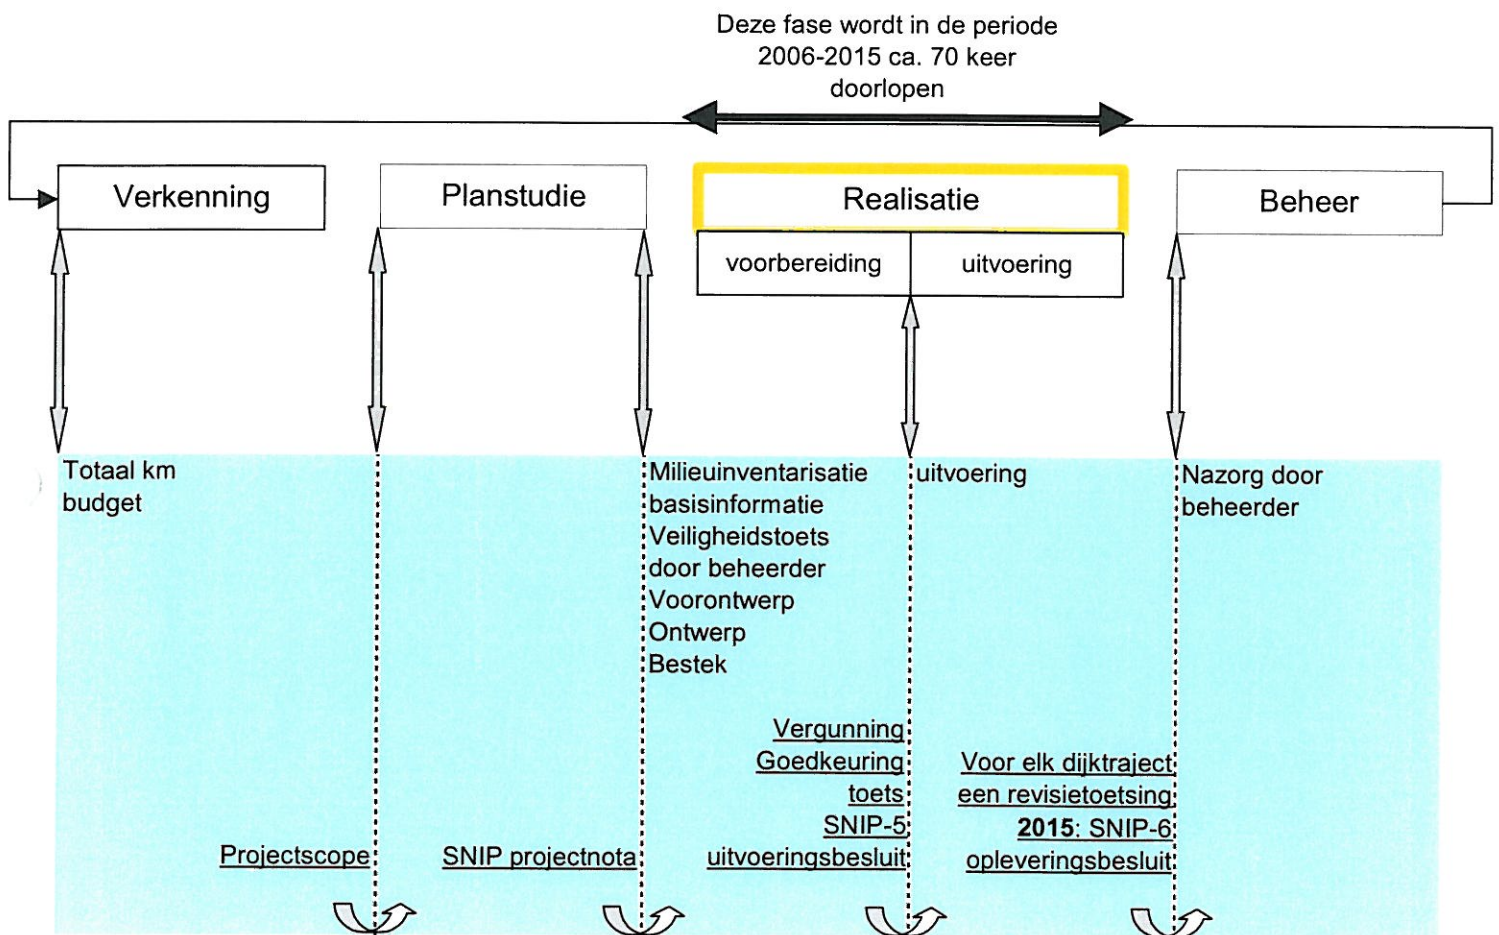 Deze fase wordt in de periode
2006-2015 ca. 70 keer
doorlopen
Verkenning
Planstudie
Realisatie
Beheer
voorbereiding
uitvoering
Totaal km
budget
Milieuinventarisatie
basisinformatie
Veiligheidstoets
door beheerder
Voorontwerp
Ontwerp
Bestek
uitvoering
Nazorg door
beheerder
Projectscope
SNIP projectnota
Vergunning
Goedkeuring
toets
SNIP-5
uitvoeringsbesluit
Voor elk dijktraject
een revisietoetsing
2015: SNIP-6
opleveringsbesluit